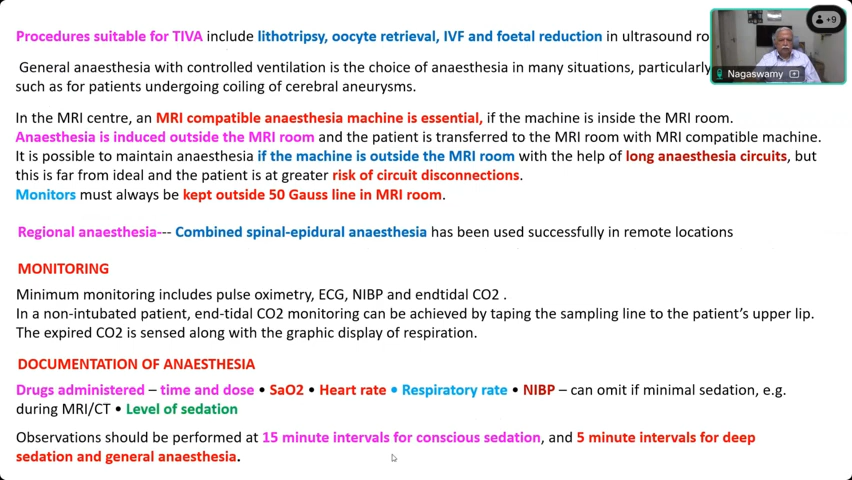 Procedures suitable for TIVA include lithotripsy, oocyte retrieval, IVF and foetal reduction in ultrasound
General anaesthesia with controlled ventilation is the choice of anaesthesia in many situations, particularly
such as for patients undergoing coiling of cerebral aneurysms.
In the MRI centre, an MRI compatible anaesthesia machine is essential, if the machine is inside the MRI room.
Anaesthesia is induced outside the MRI room and the patient is transferred to the MRI room with MRI compatible machine.
It is possible to maintain anaesthesia if the machine is outside the MRI room with the help of long anaesthesia circuits, but
this is far from ideal and the patient is at greater risk of circuit disconnections.
Monitors must always be kept outside 50 Gauss line in MRI room.
Regional anaesthesia--- Combined spinal-epidural anaesthesia has been used successfully in remote locations
MONITORING
Minimum monitoring includes pulse oximetry, ECG, NIBP and endtidal CO2 .
In a non-intubated patient, end-tidal CO2 monitoring can be achieved by taping the sampling line to the patient's upper lip.
The expired CO2 is sensed along with the graphic display of respiration.
DOCUMENTATION OF ANAESTHESIA
Drugs administered – time and dose • SaO2 • Heart rate • Respiratory rate • NIBP – can omit if minimal sedation, e.g.
during MRI/CT • Level of sedation
Observations should be performed at 15 minute intervals for conscious sedation, and 5 minute intervals for deep
sedation and general anaesthesia.
+9
Nagaswamy